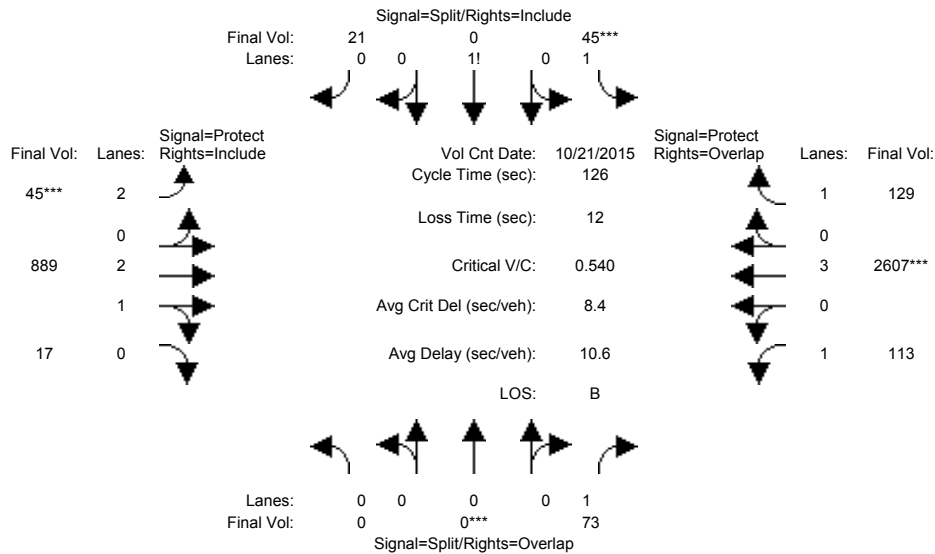 Signal=Split/Rights=Include
Final Vol: 21 0 45***
Lanes: 0 0 1! 0 1
Signal=Protect Signal=Protect
Final Vol: Lanes: Rights=Include Vol Cnt Date: 10/21/2015 Rights=Overlap Lanes: Final Vol:
Cycle Time (sec): 126
45*** 2 1 129
Loss Time (sec): 12
0 0
889 2 Critical V/C: 0.540 3 2607***
1 Avg Crit Del (sec/veh): 8.4 0
17 0 Avg Delay (sec/veh): 10.6 1 113
LOS: B
Lanes: 0 0 0 0 1
Final Vol: 0 0*** 73
Signal=Split/Rights=Overlap